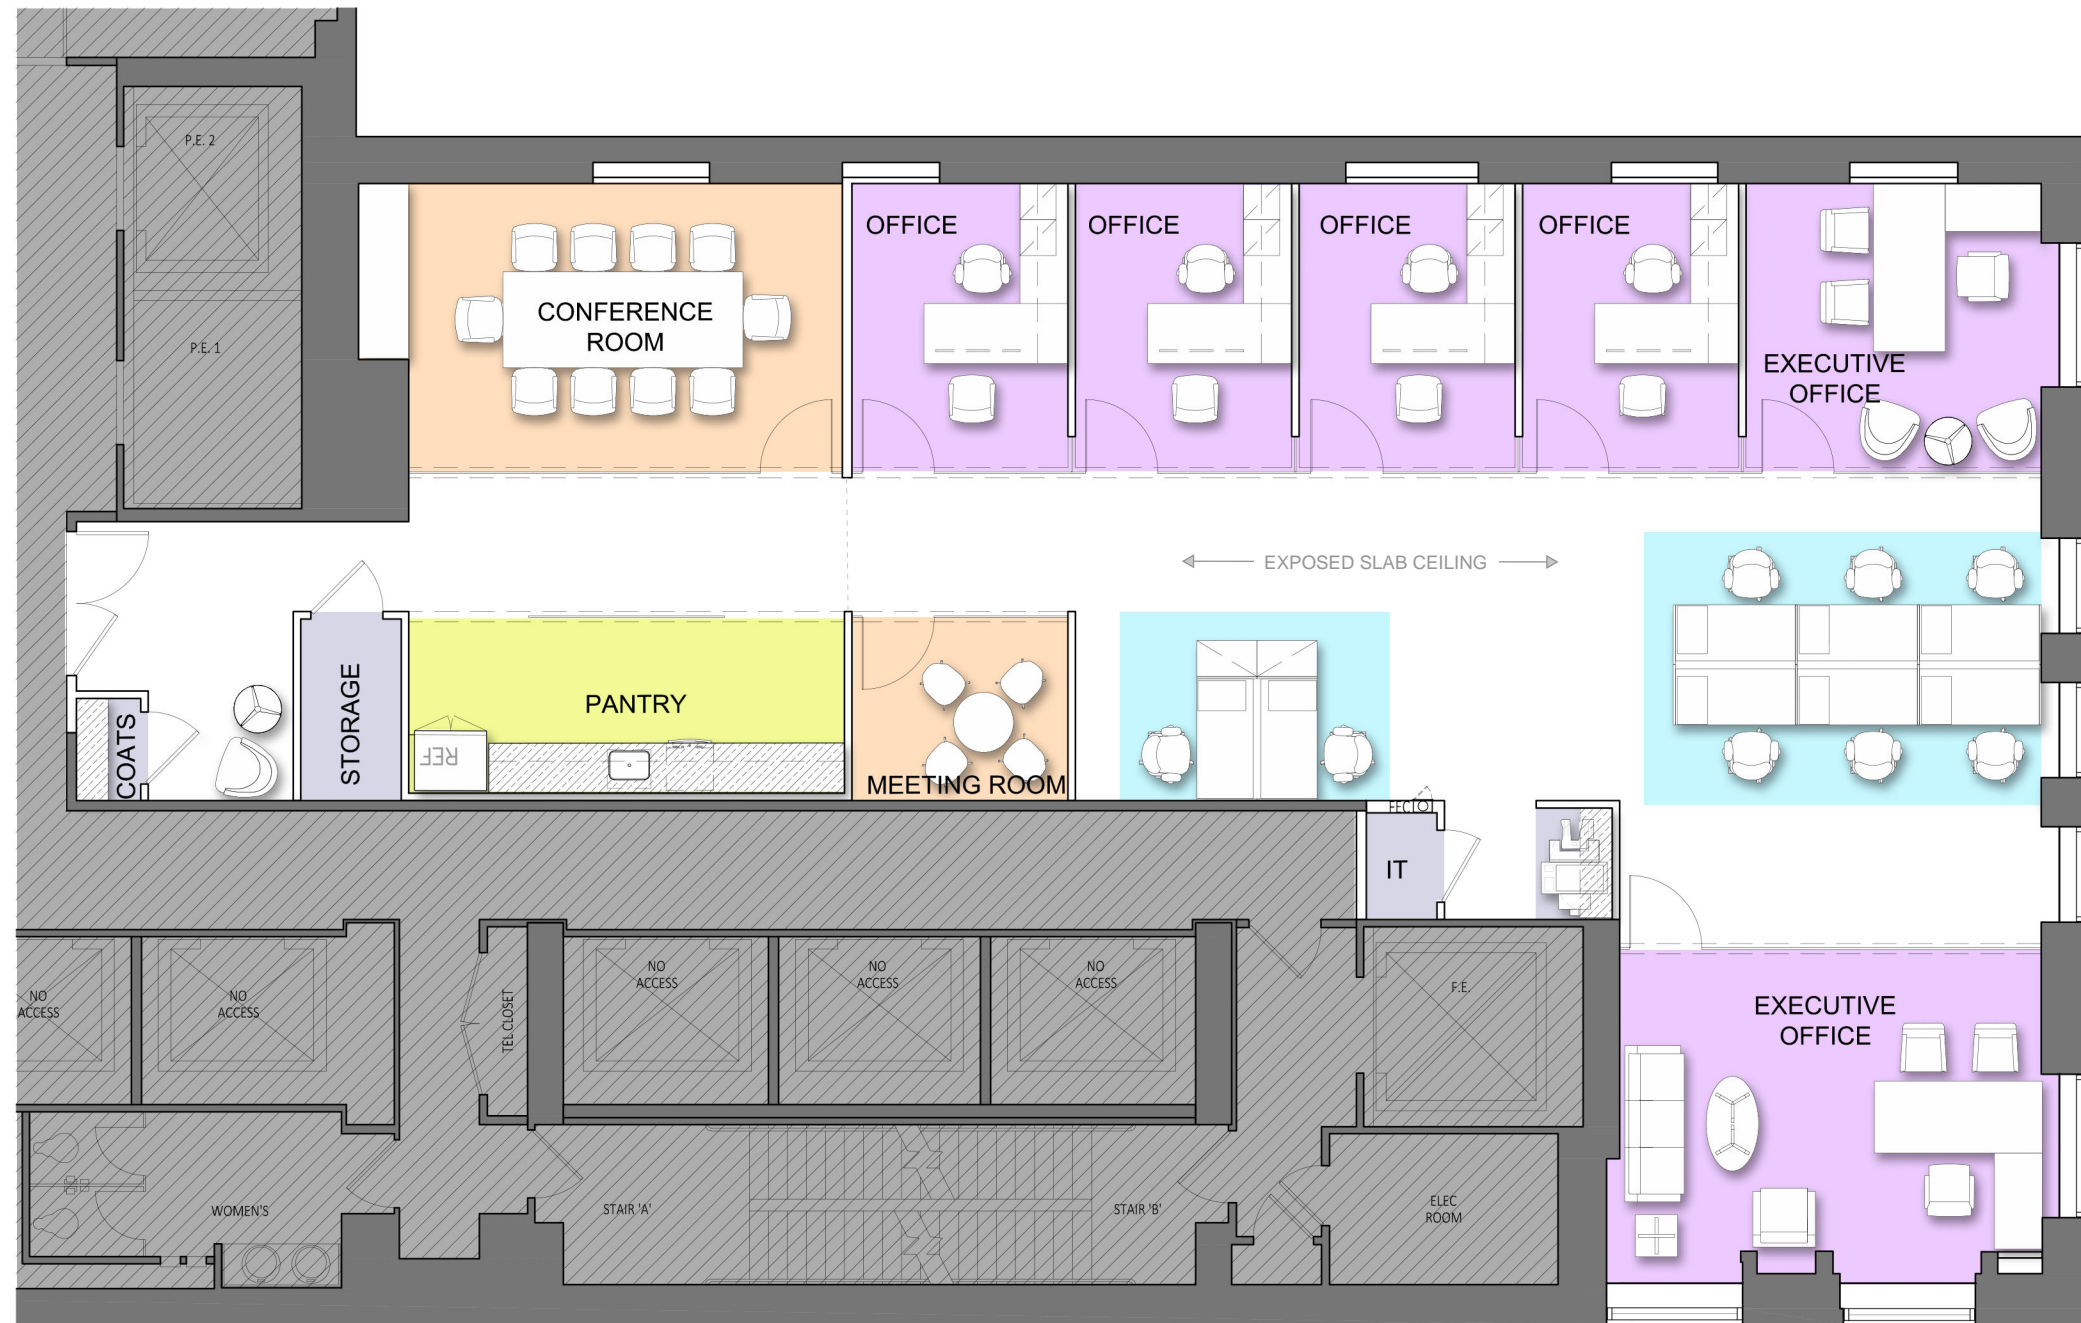 P.E. 2
P.E. 1
CONFERENCE
ROOM
OFFICE
OFFICE
OFFICE
OFFICE
EXECUTIVE
OFFICE
EXPOSED SLAB CEILING
COATS
STORAGE
PANTRY
REF
MEETING ROOM
FEC
IT
NO
ACCESS
NO
ACCESS
TEL CLOSET
NO
ACCESS
NO
ACCESS
NO
ACCESS
F.E.
EXECUTIVE
OFFICE
WOMEN'S
STAIR 'A'
STAIR 'B'
ELEC
ROOM